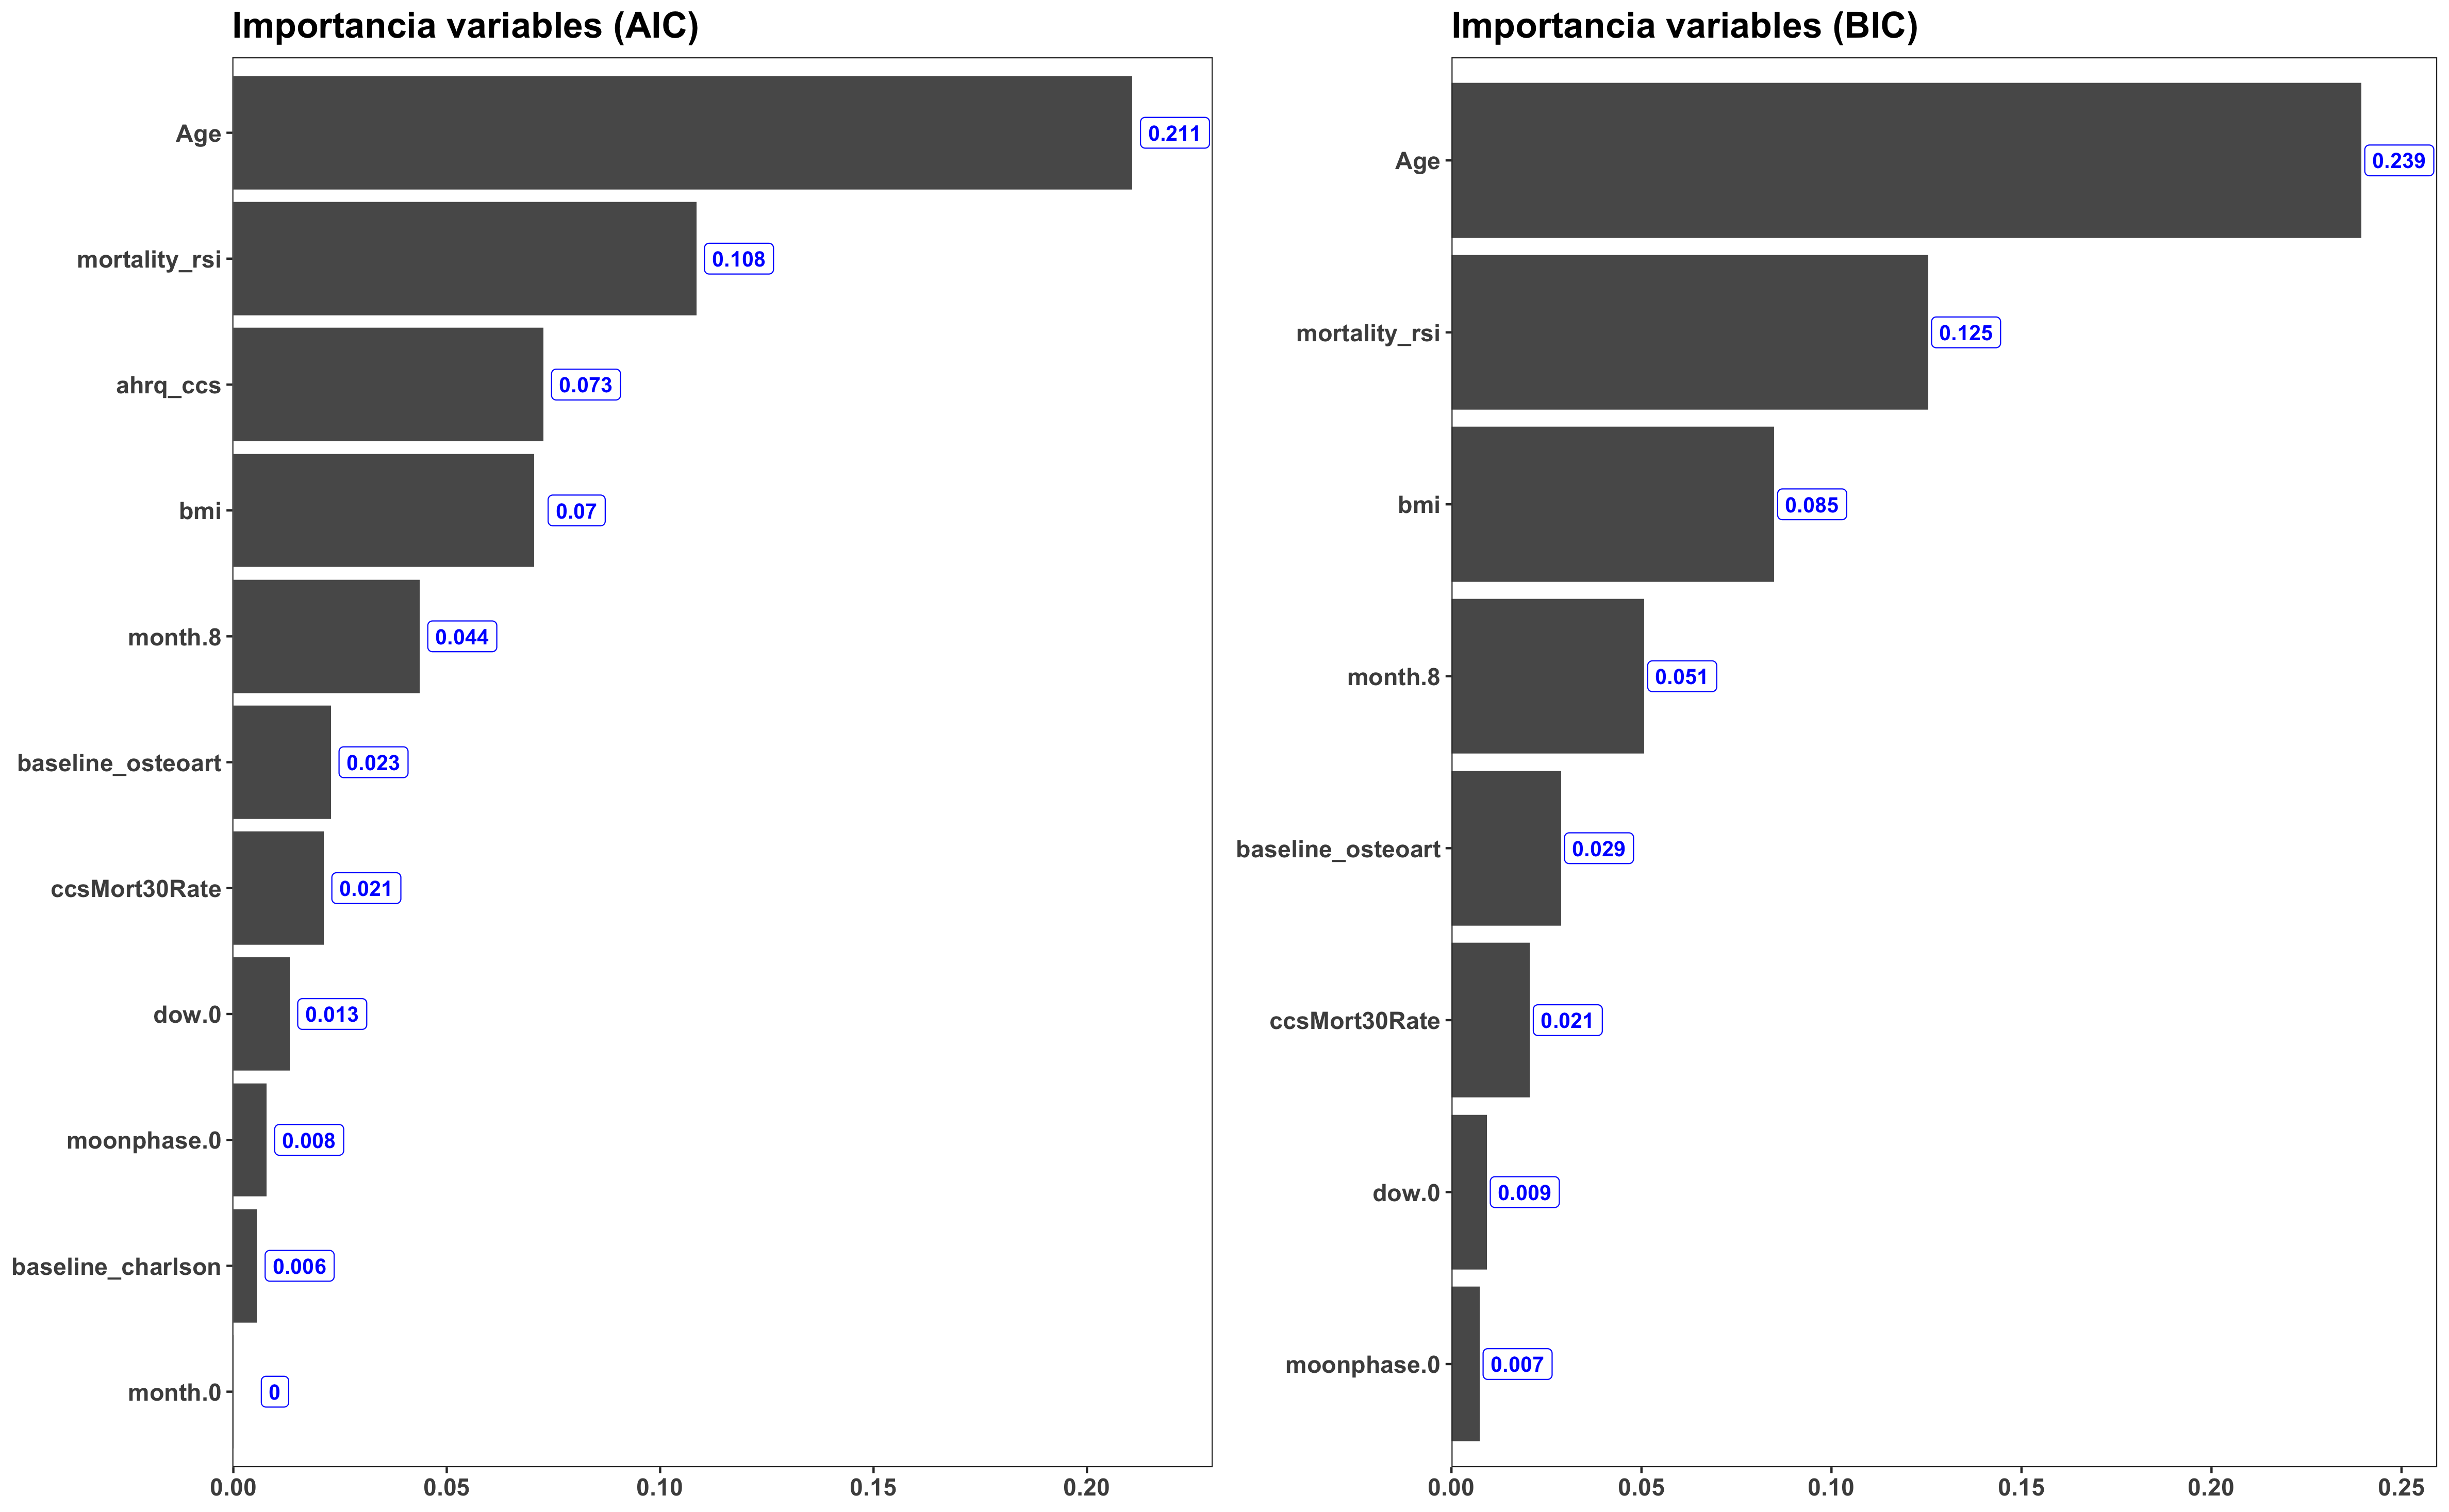 Importancia variables (AIC)
Age
0.211
mortality_rsi
0.108
ahrq_ccs
0.073
bmi
0.07
month.8
0.044
baseline_osteoart
0.023
ccsMort30Rate
0.021
dow.0
0.013
moonphase.0
0.008
baseline_charlson
0.006
month.0
0
0.00 0.05 0.10 0.15 0.20
Importancia variables (BIC)
Age
0.239
mortality_rsi
0.125
bmi
0.085
month.8
0.051
baseline_osteoart
0.029
ccsMort30Rate
0.021
dow.0
0.009
moonphase.0
0.007
0.00 0.05 0.10 0.15 0.20 0.25